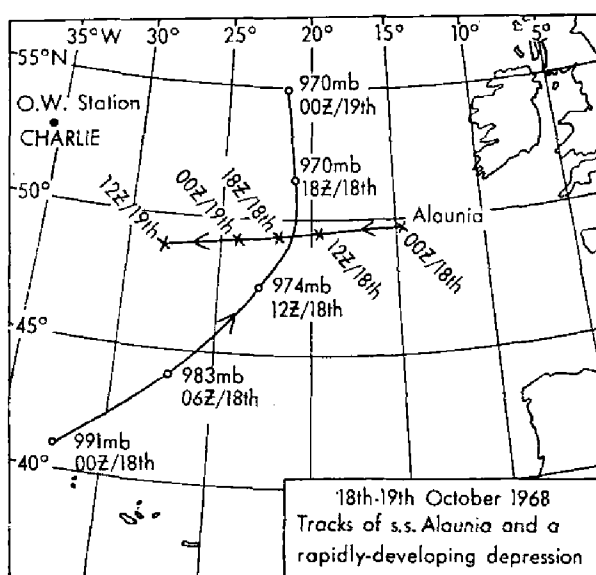 35° W 30° 25° 20° 15° 10° 5°
55° N
O.W. Station
CHARLIE
970mb
00Z/19th
50°
970mb
18Z/18th
12Z/19th
00Z/19th
18Z/18th
Alaunia
12Z/18th
00Z/18th
974mb
12Z/18th
45°
983mb
06Z/18th
991mb
00Z/18th
40°
18th-19th October 1968
Tracks of s.s. Alaunia and a
rapidly-developing depression